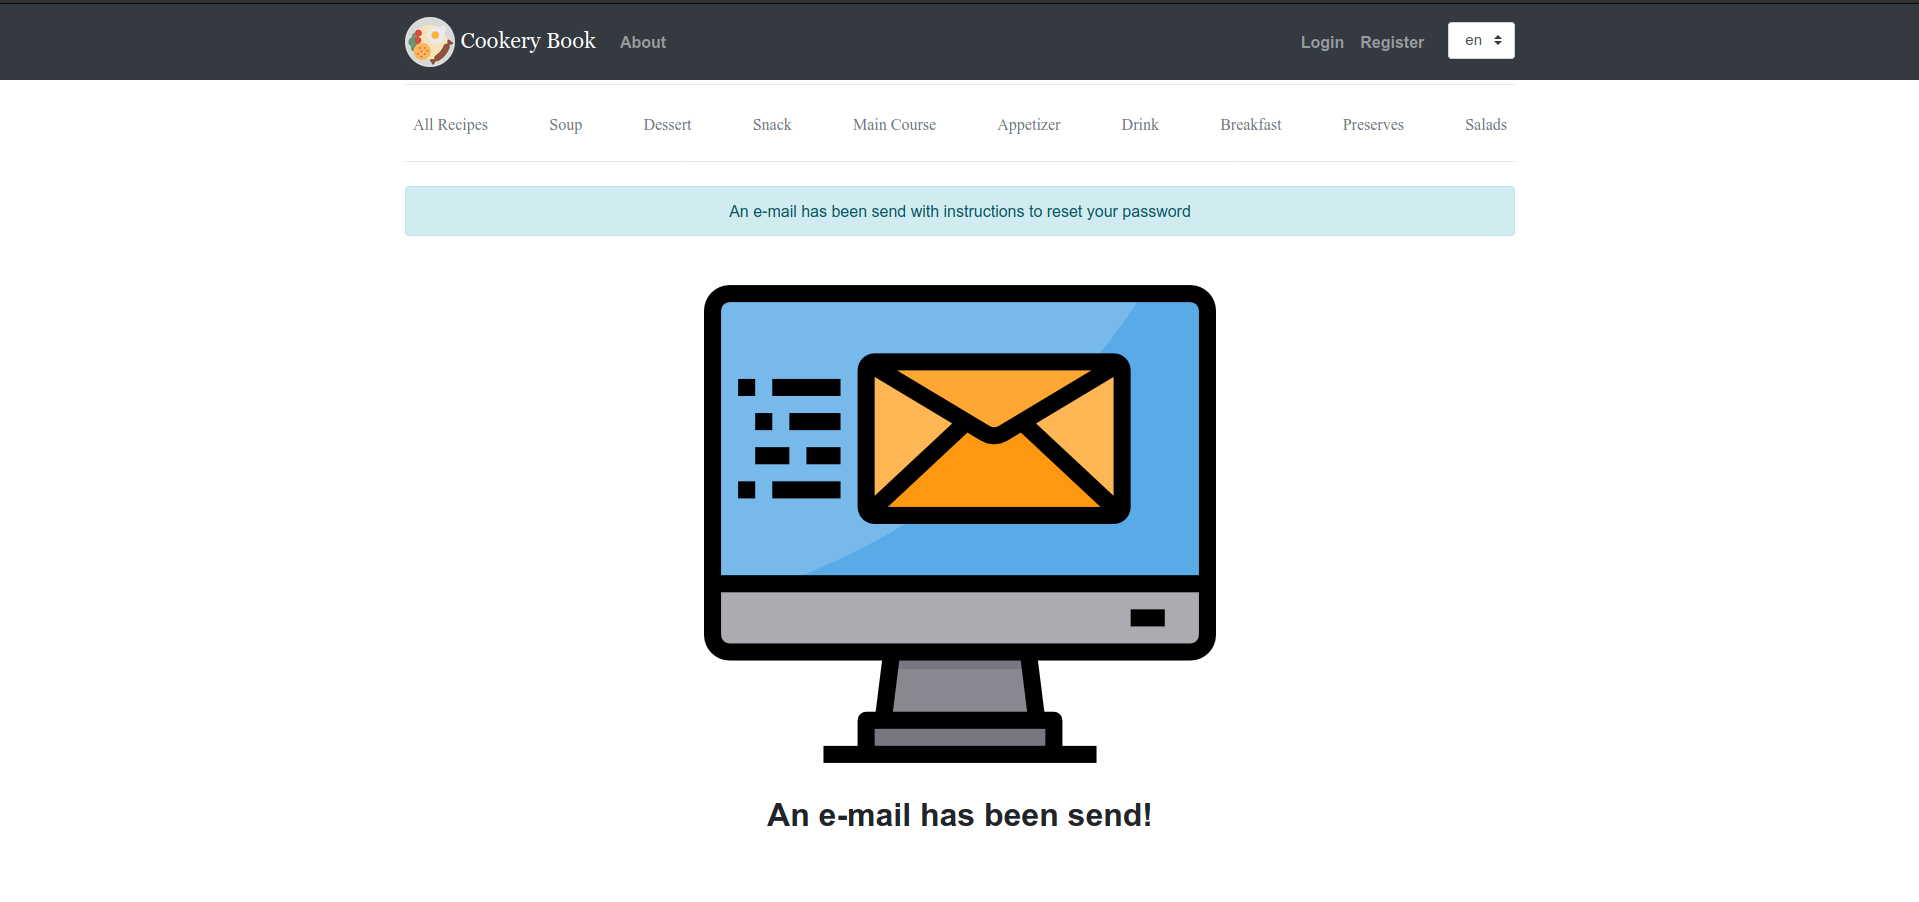 Cookery Book About Login Register en
All Recipes Soup Dessert Snack Main Course Appetizer Drink Breakfast Preserves Salads
An e-mail has been send with instructions to reset your password
An e-mail has been send!